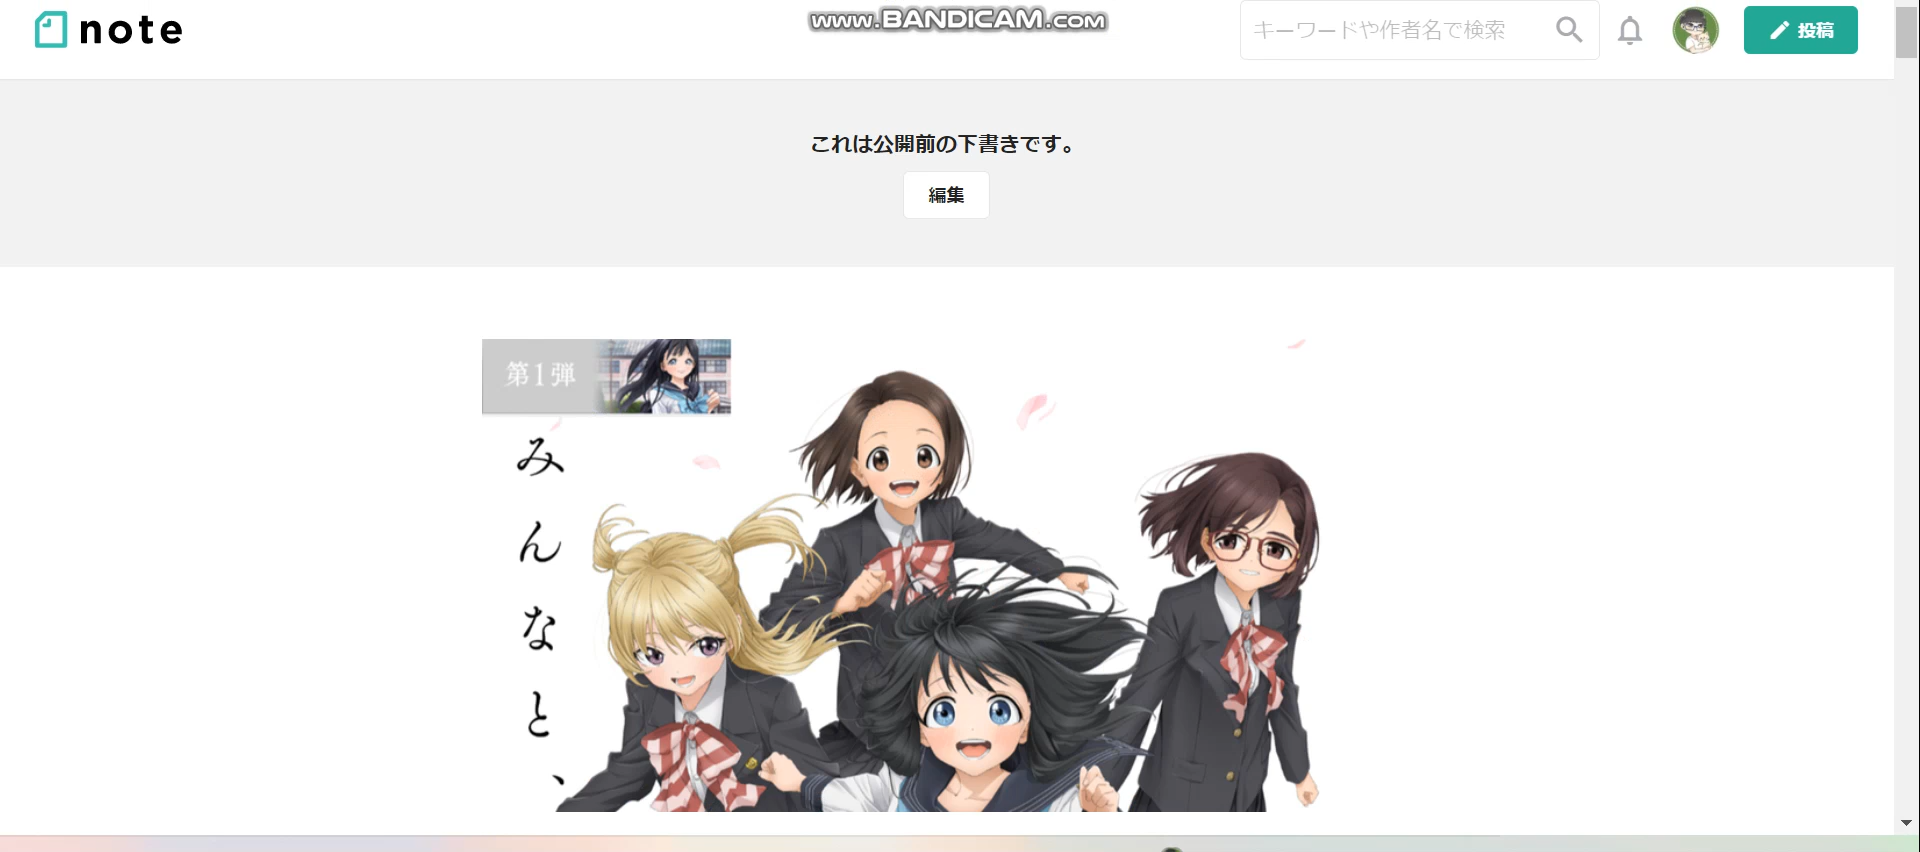 note
www.BANDICAM.com
キーワードや作者名で検索
投稿
これは公開前の下書きです。
編集
第1弾
みんなと、